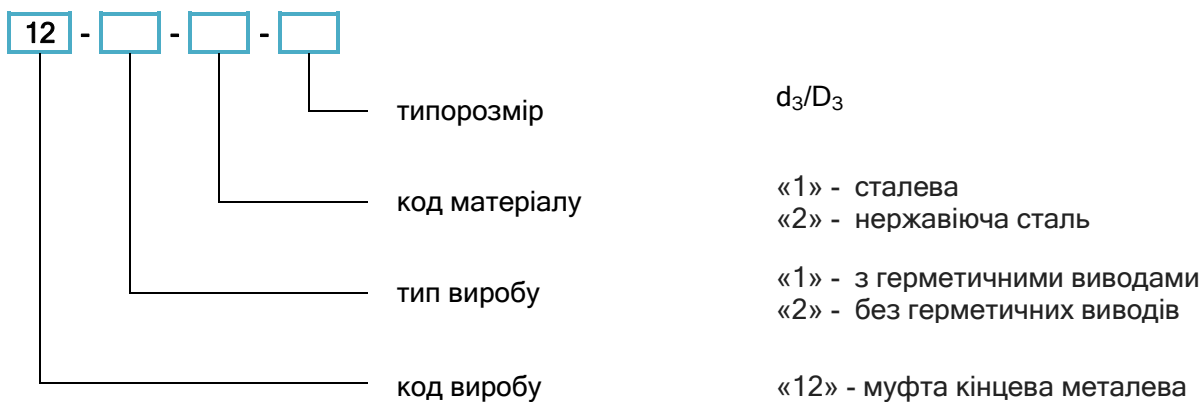 12 - - -
типорозмір d₃/D₃
код матеріалу «1» - сталева
«2» - нержавіюча сталь
тип виробу «1» - з герметичними виводами
«2» - без герметичних виводів
код виробу «12» - муфта кінцева металева